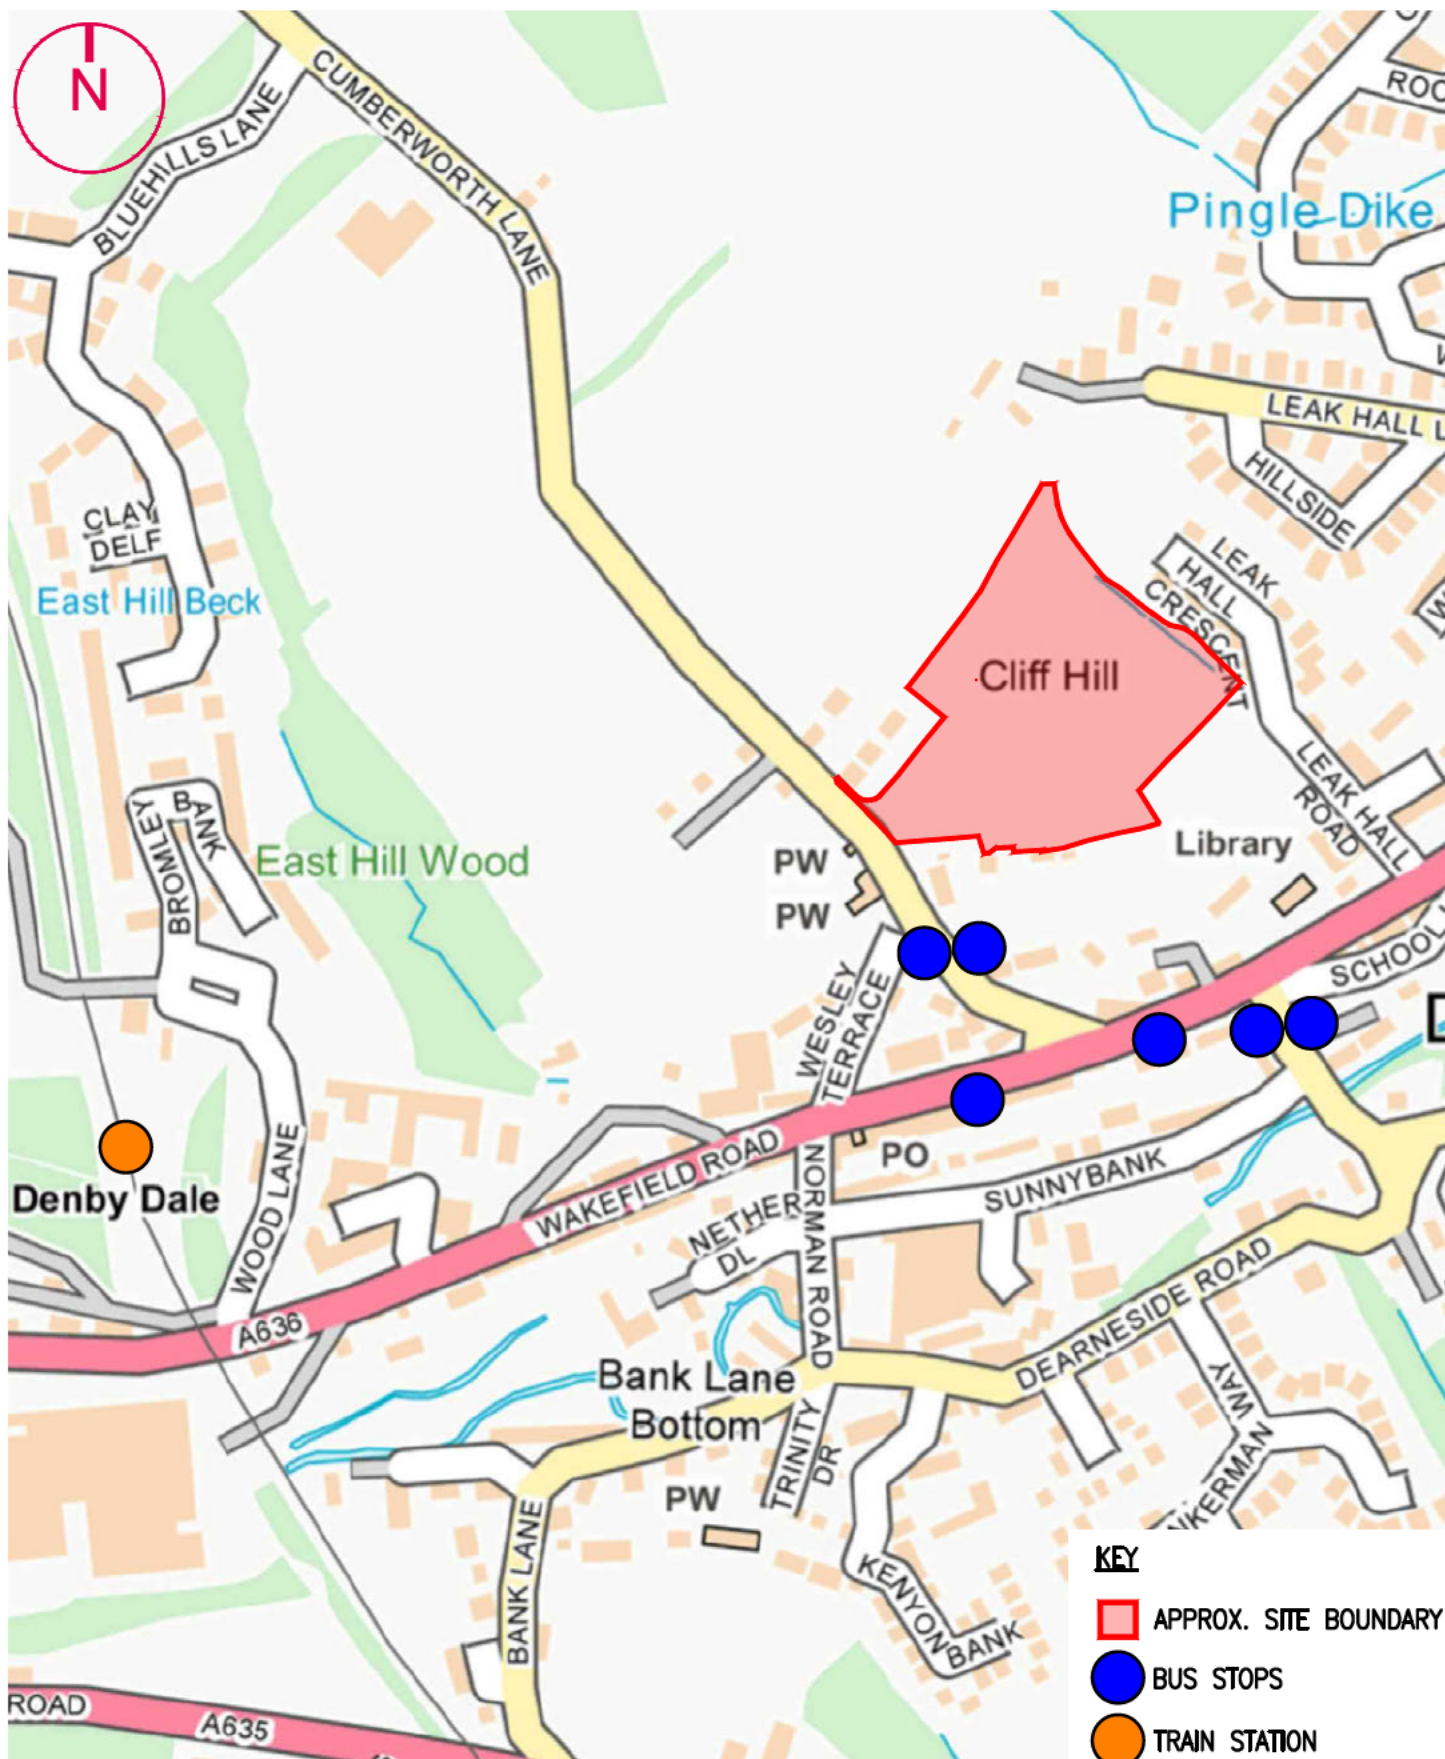 N
CUMBERWORTH LANE
BLUEHILLS LANE
Pingle Dike
LEAK HALL L
HILLSIDE
CLAY
DELF
East Hill Beck
LEAK
HALL
CRESCENT
Cliff Hill
LEAK HALL
ROAD
Library
BROMLEY
BANK
East Hill Wood
PW
PW
WESLEY
TERRACE
SCHOOL
Denby Dale
WOOD LANE
PO
WAKEFIELD ROAD
NORMAN ROAD
NETHER
DL
SUNNYBANK
A636
DEARNESIDE ROAD
Bank Lane
Bottom
TRINITY
DR
WAY
NKERMAN
PW
BANK LANE
KENYON
BANK
ROAD
A635
KEY
APPROX. SITE BOUNDARY
BUS STOPS
TRAIN STATION